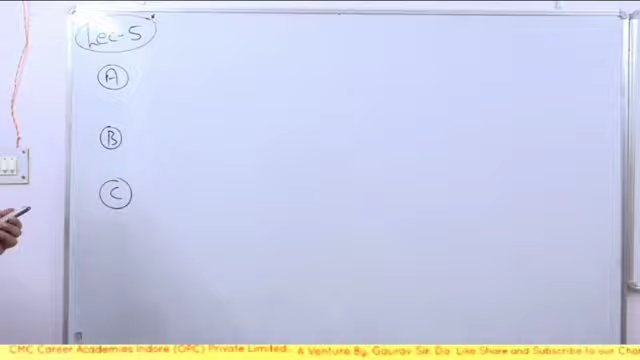 Lec-5
A
B
C
CMC Career Academies Indore (OPC) Private Limited.. & Venture By. Gaurav Sir. Do Like Share and Subscribe to our Chan